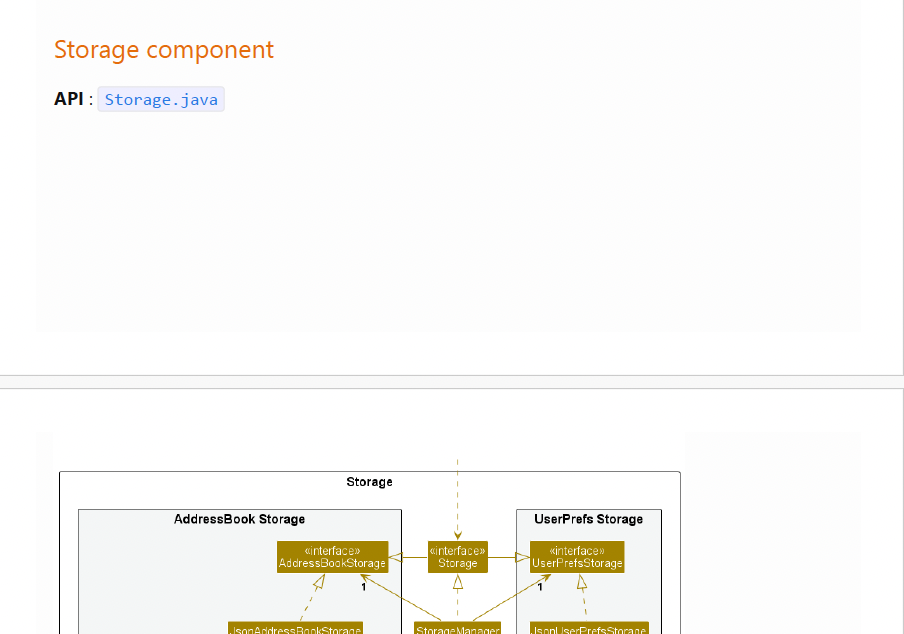 Storage component
API : Storage.java
Storage
AddressBook Storage
UserPrefs Storage
«interface»
AddressBookStorage
«interface»
Storage
«interface»
UserPrefsStorage
1
1
JsonAddressBookStorage
StorageManager
JsonUserPrefsStorage